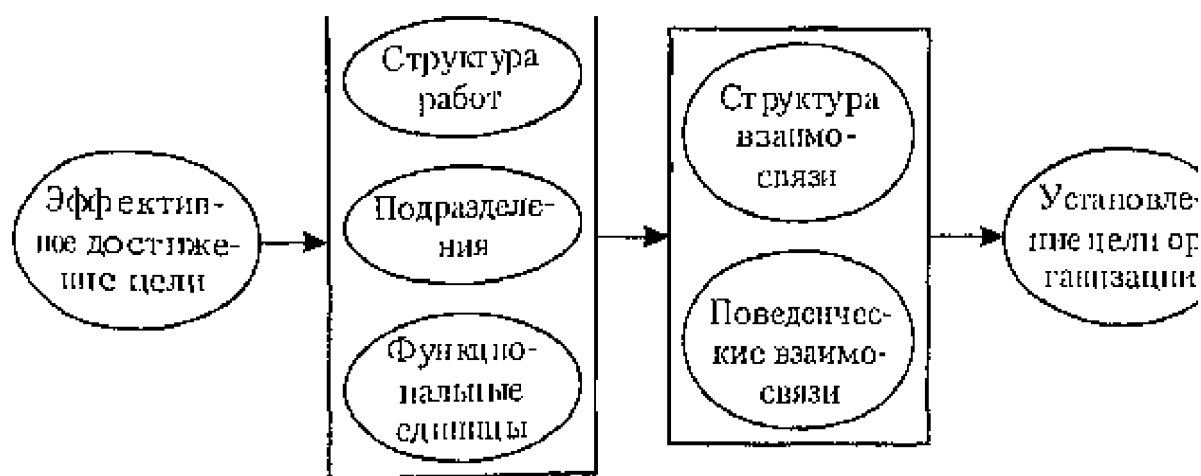 Эффектив-
ное достиже-
ние цели
Структура
работ
Подразделе-
ния
Функцио-
нальные
единицы
Структура
взаимо-
связи
Поведенчес-
кие взаимо-
связи
Установле-
ние цели ор-
ганизации